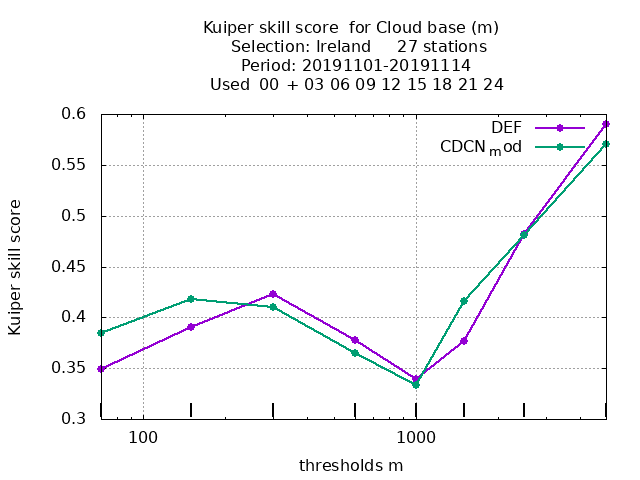 Kuiper skill score  for Cloud base (m)
Selection: Ireland     27 stations
Period: 20191101-20191114
Used  00 + 03 06 09 12 15 18 21 24
DEF
CDCNmod
0.6
0.55
0.5
0.45
0.4
0.35
0.3
Kuiper skill score
100 1000
thresholds m